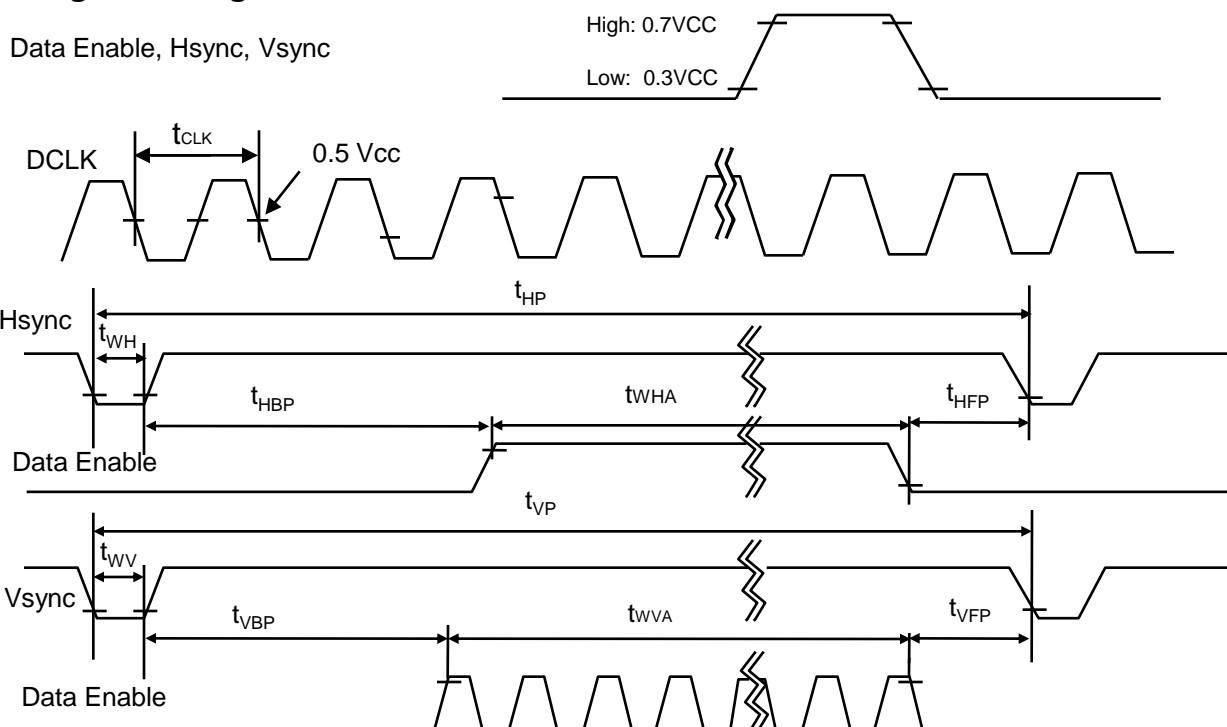 High: 0.7VCC
Data Enable, Hsync, Vsync
Low: 0.3VCC
tCLK
DCLK
0.5 Vcc
tHP
Hsync
tWH
tHBP
tWHA
tHFP
Data Enable
tVP
tWV
Vsync
tVBP
tWVA
tVFP
Data Enable